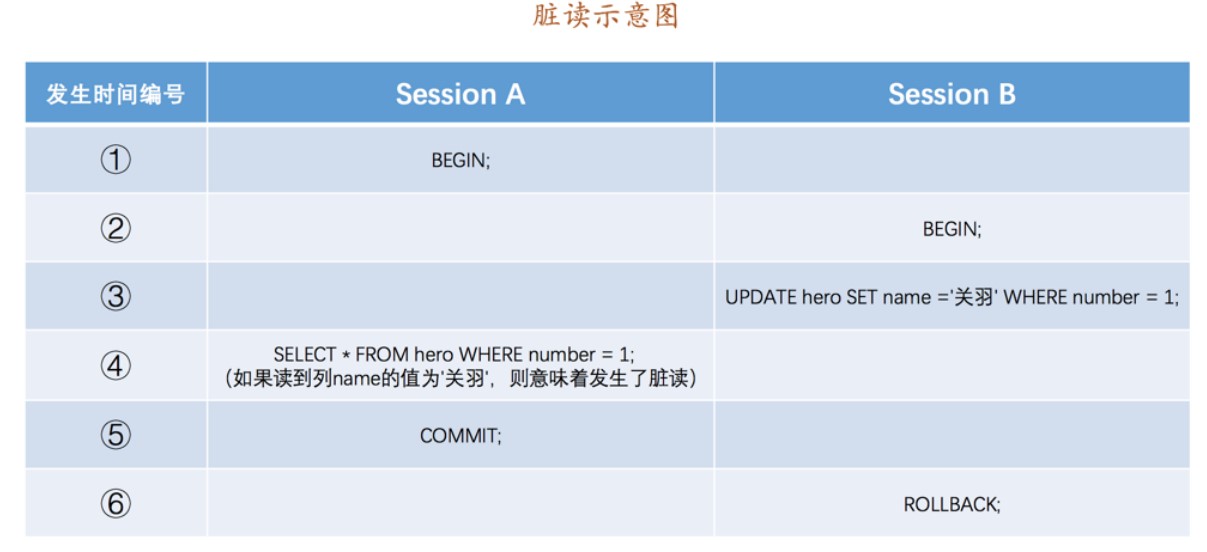 脏读示意图
发生时间编号 Session A Session B
① BEGIN;
② BEGIN;
③ UPDATE hero SET name ='关羽' WHERE number = 1;
④ SELECT * FROM hero WHERE number = 1;
（如果读到列name的值为'关羽'，则意味着发生了脏读）
⑤ COMMIT;
⑥ ROLLBACK;